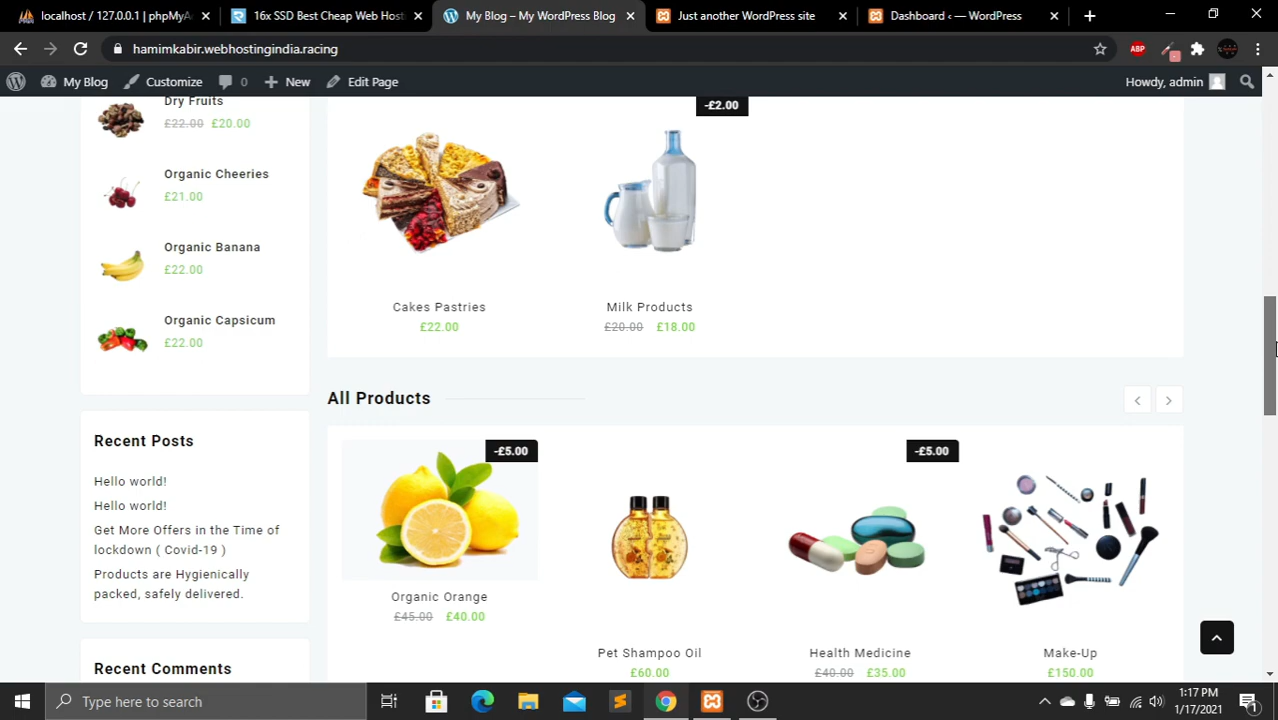 localhost / 127.0.0.1 | phpMyA
16x SSD Best Cheap Web Host
My Blog – My WordPress Blog
Just another WordPress site
Dashboard ‹ — WordPress
hamimkabir.webhostingindia.racing
ABP
My Blog
Customize
0
New
Edit Page
Howdy, admin
Dry Fruits
£22.00 £20.00
Organic Cheeries
£21.00
Organic Banana
£22.00
Organic Capsicum
£22.00
Recent Posts
Hello world!
Hello world!
Get More Offers in the Time of
lockdown ( Covid-19 )
Products are Hygienically
packed, safely delivered.
Recent Comments
-£2.00
Cakes Pastries
£22.00
Milk Products
£20.00 £18.00
All Products
-£5.00
Organic Orange
£45.00 £40.00
Pet Shampoo Oil
£60.00
-£5.00
Health Medicine
£40.00 £35.00
Make-Up
£150.00
Type here to search
1:17 PM
1/17/2021
1